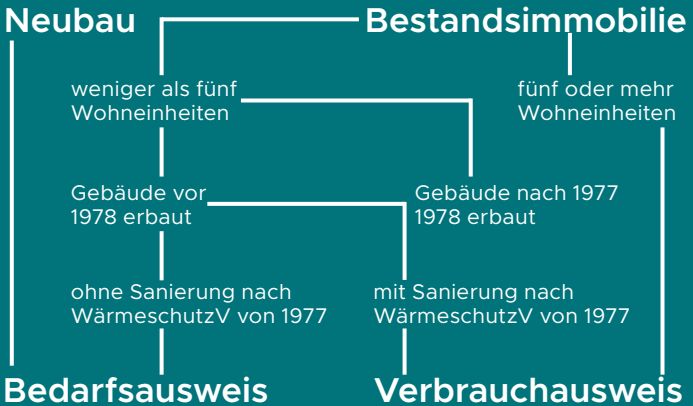 Neubau
Bestandsimmobilie
weniger als fünf
Wohneinheiten
fünf oder mehr
Wohneinheiten
Gebäude vor
1978 erbaut
Gebäude nach 1977
1978 erbaut
ohne Sanierung nach
WärmeschutzV von 1977
mit Sanierung nach
WärmeschutzV von 1977
Bedarfsausweis
Verbrauchausweis